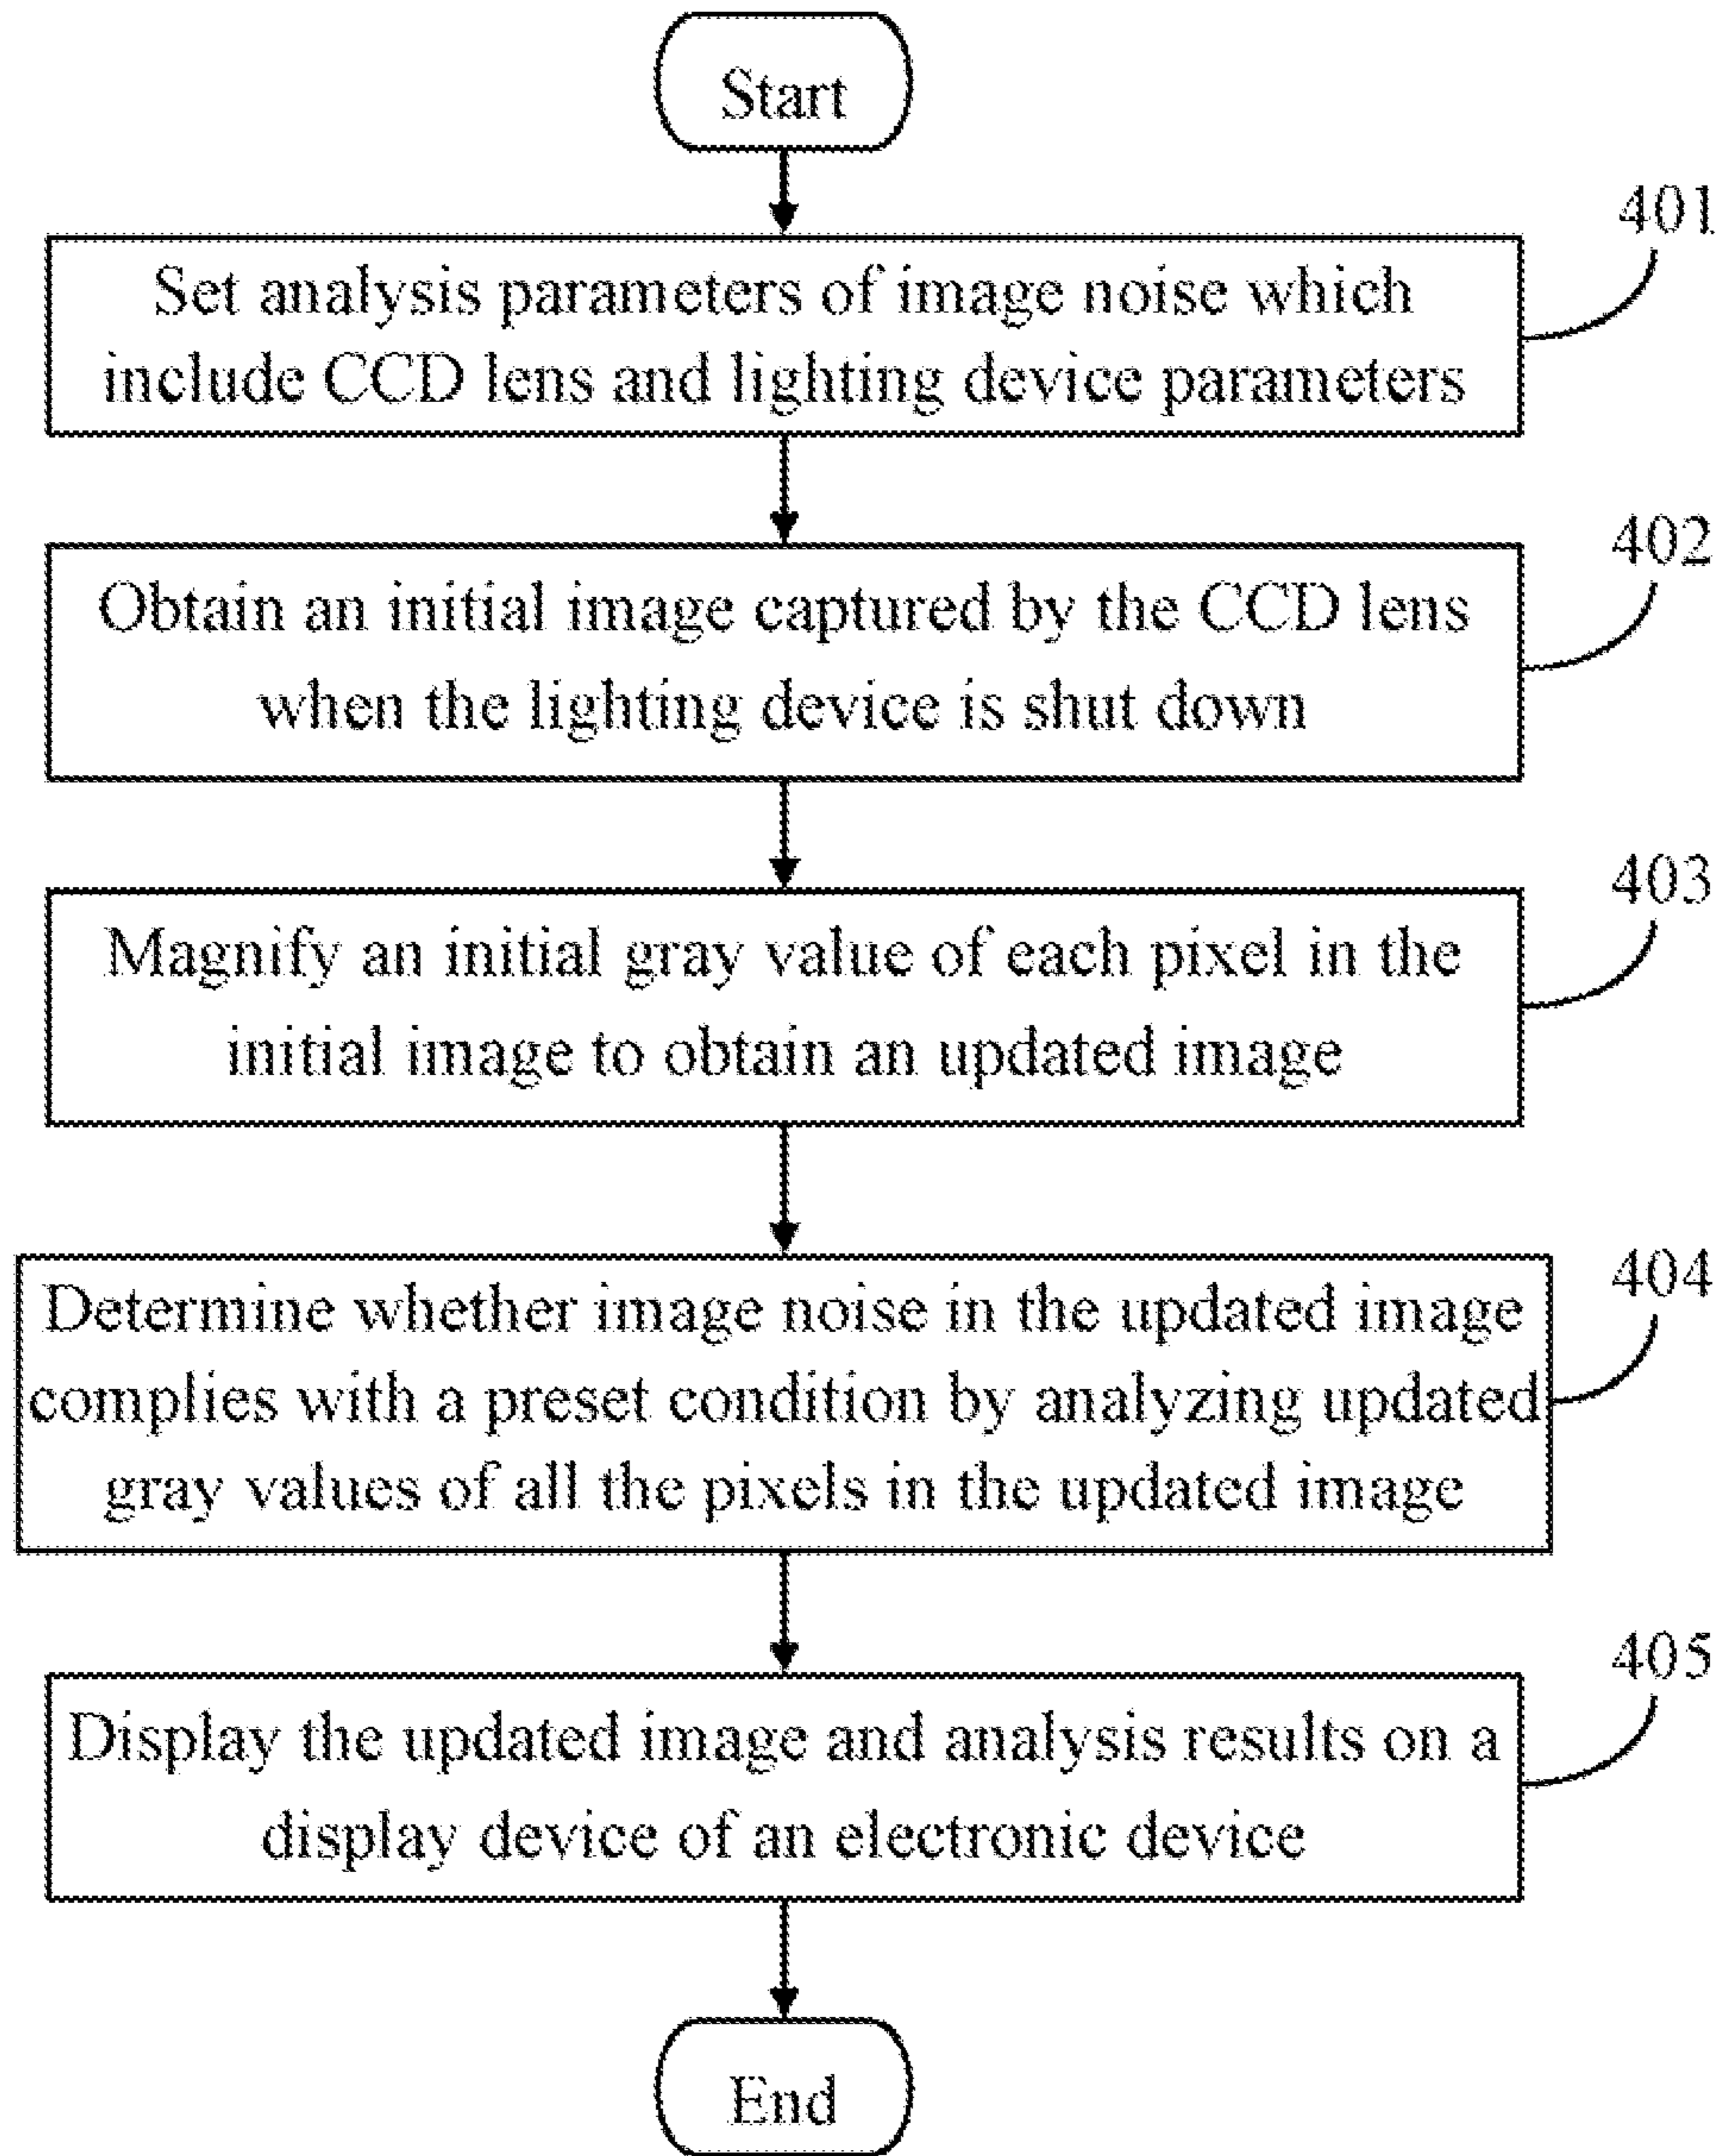 Start
401
Set analysis parameters of image noise which
include CCD lens and lighting device parameters
402
Obtain an initial image captured by the CCD lens
when the lighting device is shut down
403
Magnify an initial gray value of each pixel in the
initial image to obtain an updated image
404
Determine whether image noise in the updated image
complies with a preset condition by analyzing updated
gray values of all the pixels in the updated image
405
Display the updated image and analysis results on a
display device of an electronic device
End